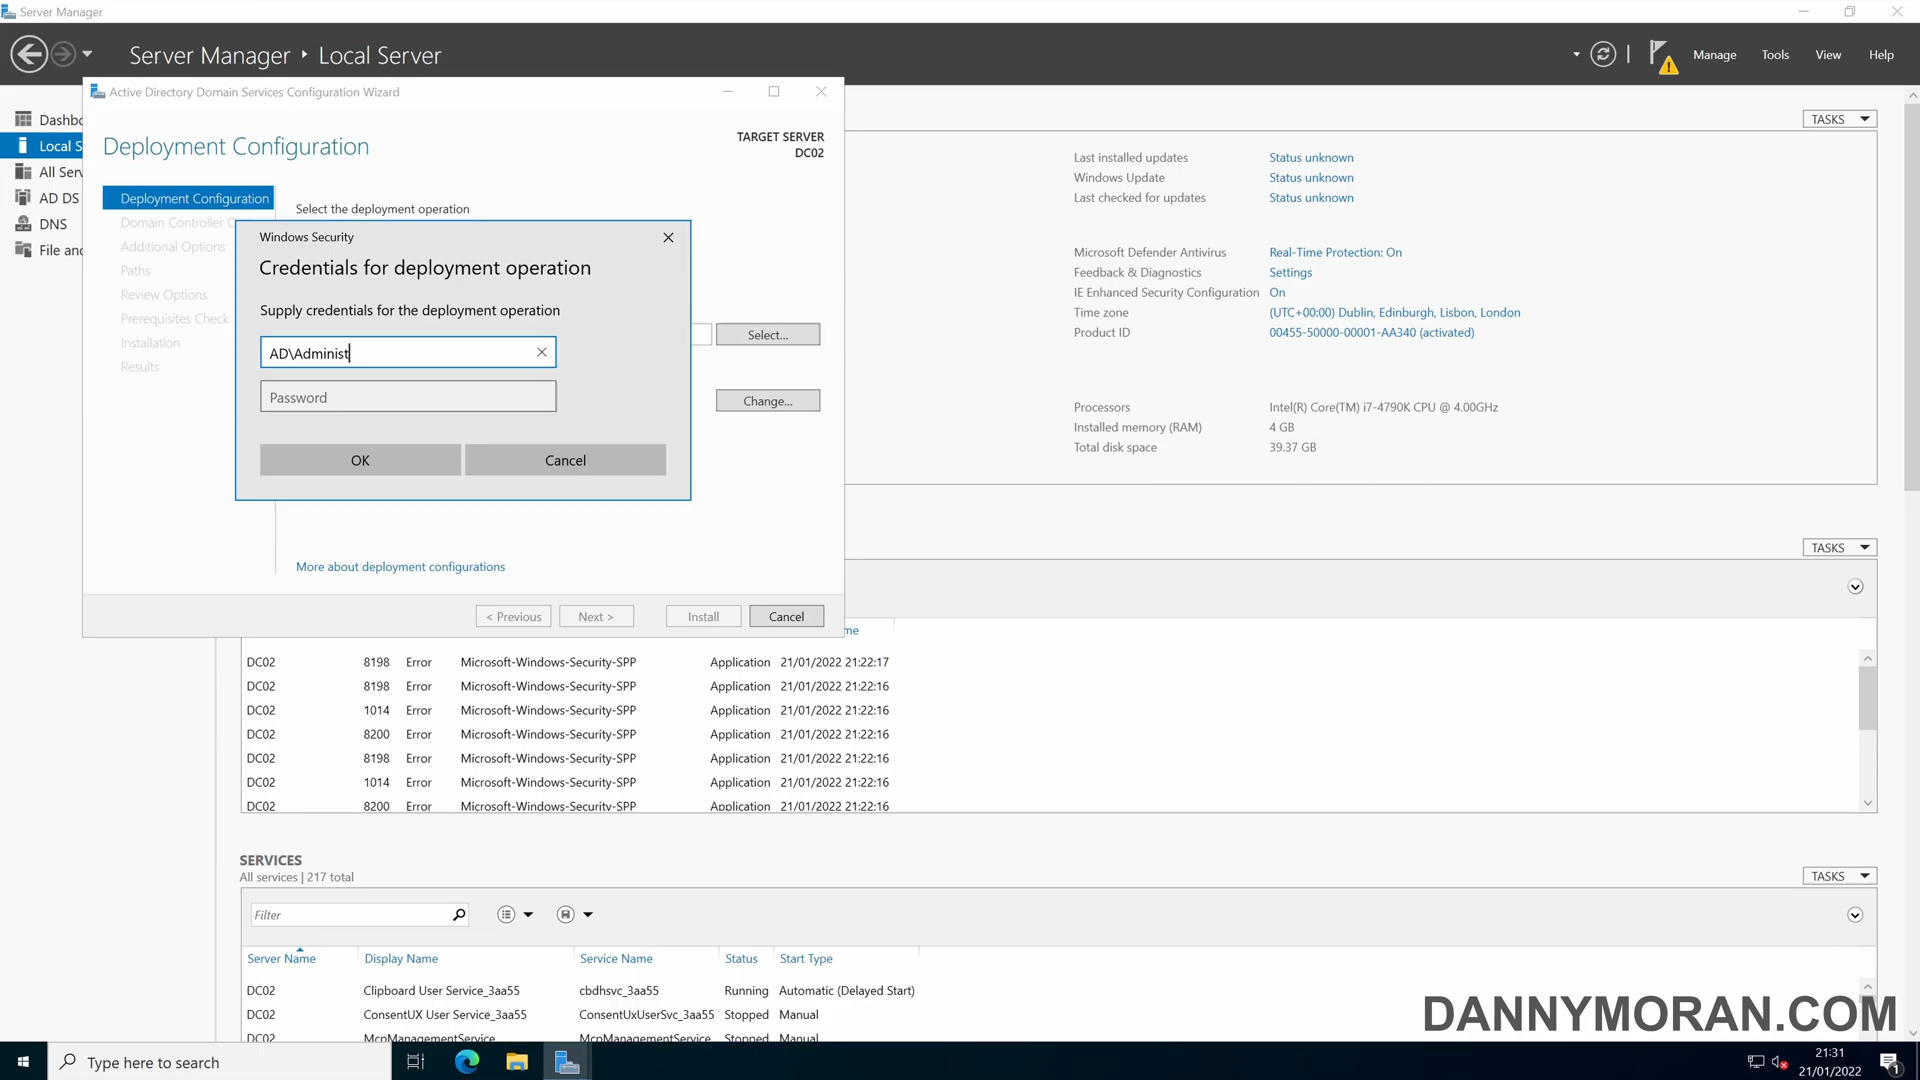 Server Manager
Server Manager ‣ Local Server
Manage Tools View Help
Active Directory Domain Services Configuration Wizard
Dashbo
Local S
All Serv
AD DS
DNS
File and
Deployment Configuration
TARGET SERVER
DC02
Deployment Configuration
Domain Controller O
Additional Options
Paths
Review Options
Prerequisites Check
Installation
Results
Select the deployment operation
Windows Security
Credentials for deployment operation
Supply credentials for the deployment operation
AD\Administ
Password
OK Cancel
Select...
Change...
More about deployment configurations
< Previous Next > Install Cancel
TASKS
Last installed updates Status unknown
Windows Update Status unknown
Last checked for updates Status unknown
Microsoft Defender Antivirus Real-Time Protection: On
Feedback & Diagnostics Settings
IE Enhanced Security Configuration On
Time zone (UTC+00:00) Dublin, Edinburgh, Lisbon, London
Product ID 00455-50000-00001-AA340 (activated)
Processors Intel(R) Core(TM) i7-4790K CPU @ 4.00GHz
Installed memory (RAM) 4 GB
Total disk space 39.37 GB
TASKS
me
DC02 8198 Error Microsoft-Windows-Security-SPP Application 21/01/2022 21:22:17
DC02 8198 Error Microsoft-Windows-Security-SPP Application 21/01/2022 21:22:16
DC02 1014 Error Microsoft-Windows-Security-SPP Application 21/01/2022 21:22:16
DC02 8200 Error Microsoft-Windows-Security-SPP Application 21/01/2022 21:22:16
DC02 8198 Error Microsoft-Windows-Security-SPP Application 21/01/2022 21:22:16
DC02 1014 Error Microsoft-Windows-Security-SPP Application 21/01/2022 21:22:16
DC02 8200 Error Microsoft-Windows-Security-SPP Application 21/01/2022 21:22:16
SERVICES
All services | 217 total
TASKS
Filter
Server Name Display Name Service Name Status Start Type
DC02 Clipboard User Service_3aa55 cbdhsvc_3aa55 Running Automatic (Delayed Start)
DC02 ConsentUX User Service_3aa55 ConsentUxUserSvc_3aa55 Stopped Manual
DC02 McpManagementService McpManagementService Stopped Manual
DANNYMORAN.COM
Type here to search
21:31
21/01/2022
1